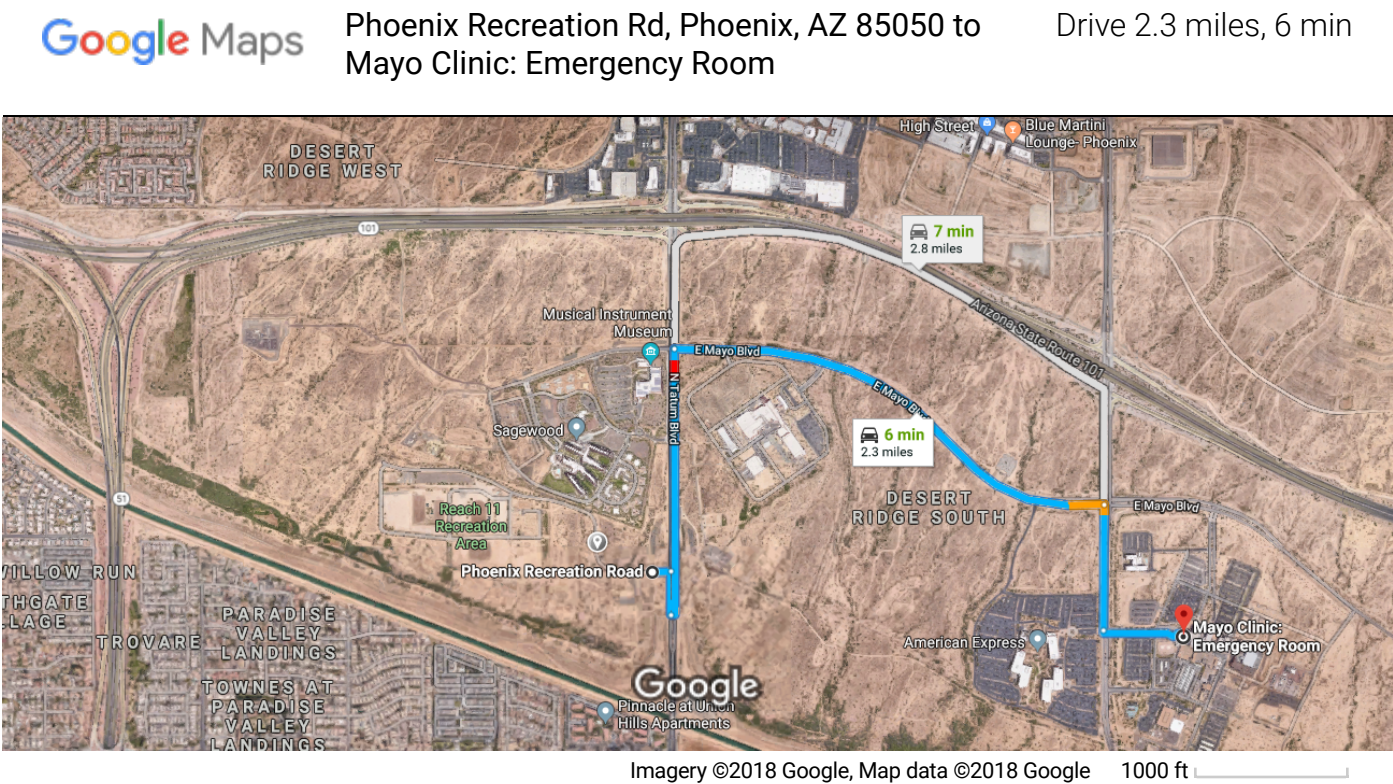 Google Maps
Phoenix Recreation Rd, Phoenix, AZ 85050 to
Mayo Clinic: Emergency Room
Drive 2.3 miles, 6 min
High Street
Blue Martini
Lounge- Phoenix
DESERT
RIDGE WEST
101
7 min
2.8 miles
Arizona State Route 101
Musical Instrument
Museum
E Mayo Blvd
E Mayo Blv
N Tatum Blvd
Sagewood
6 min
2.3 miles
51
Reach 11
Recreation
Area
DESERT
RIDGE SOUTH
E Mayo Blvd
Phoenix Recreation Road
VILLOW RUN
THGATE
LLAGE
TROVARE
PARADISE
VALLEY
LANDINGS
American Express
Mayo Clinic:
Emergency Room
TOWNES AT
PARADISE
VALLEY
LANDINGS
Google
Pinnacle at Union
Hills Apartments
Imagery ©2018 Google, Map data ©2018 Google
1000 ft